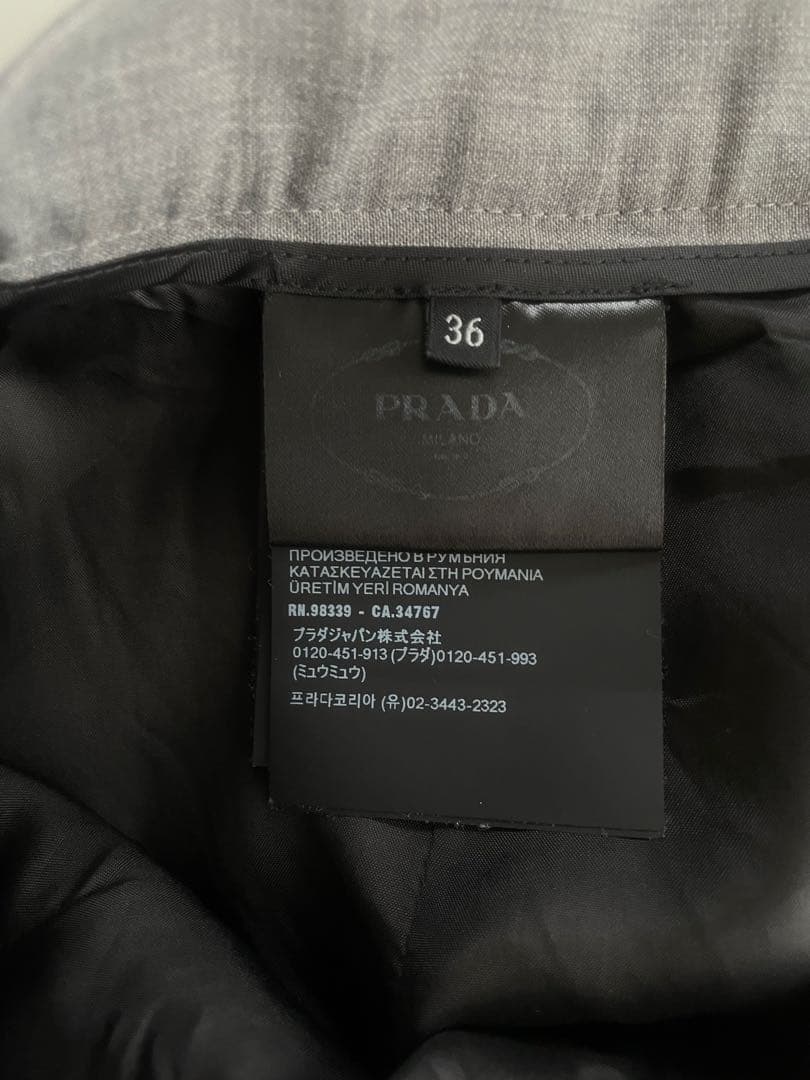 36
PRADA
MILANO
ПРОИЗВЕДЕНО В РУМЪНИЯ
ΚΑΤΑΣΚΕΥΑΖΕΤΑΙ ΣΤΗ ΡΟΥΜΑΝΙΑ
ÜRETİM YERİ ROMANYA
RN.98339 - CA.34767
プラダジャパン株式会社
0120-451-913 (プラダ)0120-451-993
(ミュウミュウ)
프라다코리아 (유)02-3443-2323